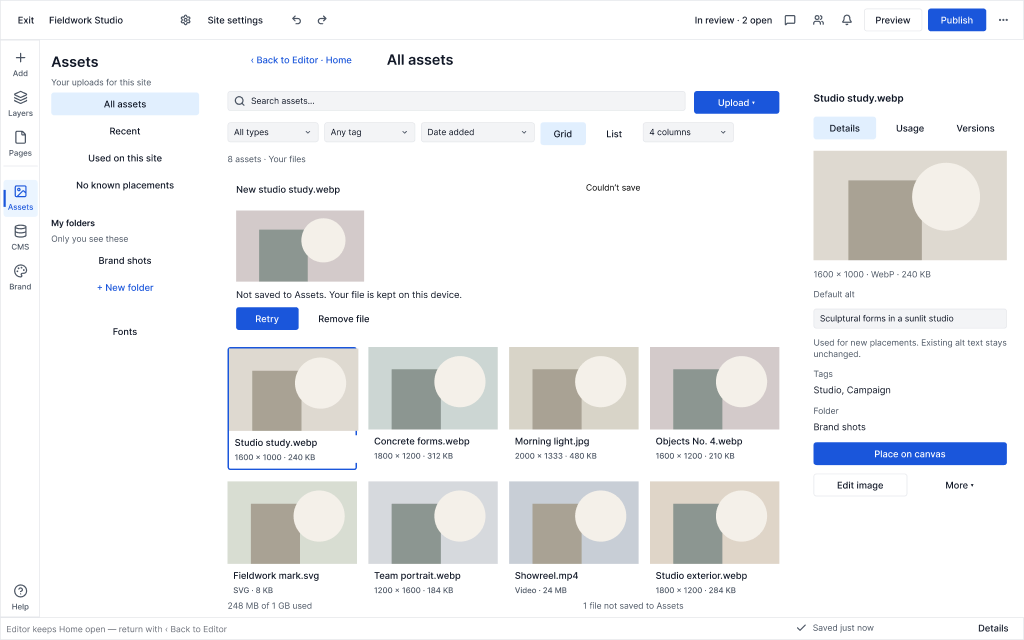 Exit Fieldwork Studio Site settings In review · 2 open Preview Publish
Add
Layers
Pages
Assets
CMS
Brand
Help
Assets
Your uploads for this site
All assets
Recent
Used on this site
No known placements
My folders
Only you see these
Brand shots
+ New folder
Fonts
‹ Back to Editor · Home All assets
Search assets... Upload
All types Any tag Date added Grid List 4 columns
8 assets · Your files
New studio study.webp Couldn't save
Not saved to Assets. Your file is kept on this device.
Retry Remove file
Studio study.webp
1600 × 1000 · 240 KB
Concrete forms.webp
1800 × 1200 · 312 KB
Morning light.jpg
2000 × 1333 · 480 KB
Objects No. 4.webp
1600 × 1200 · 210 KB
Fieldwork mark.svg
SVG · 8 KB
Team portrait.webp
1200 × 1600 · 184 KB
Showreel.mp4
Video · 24 MB
Studio exterior.webp
1800 × 1200 · 284 KB
248 MB of 1 GB used 1 file not saved to Assets
Studio study.webp
Details Usage Versions
1600 × 1000 · WebP · 240 KB
Default alt
Sculptural forms in a sunlit studio
Used for new placements. Existing alt text stays
unchanged.
Tags
Studio, Campaign
Folder
Brand shots
Place on canvas
Edit image More
Editor keeps Home open — return with ‹ Back to Editor Saved just now Details